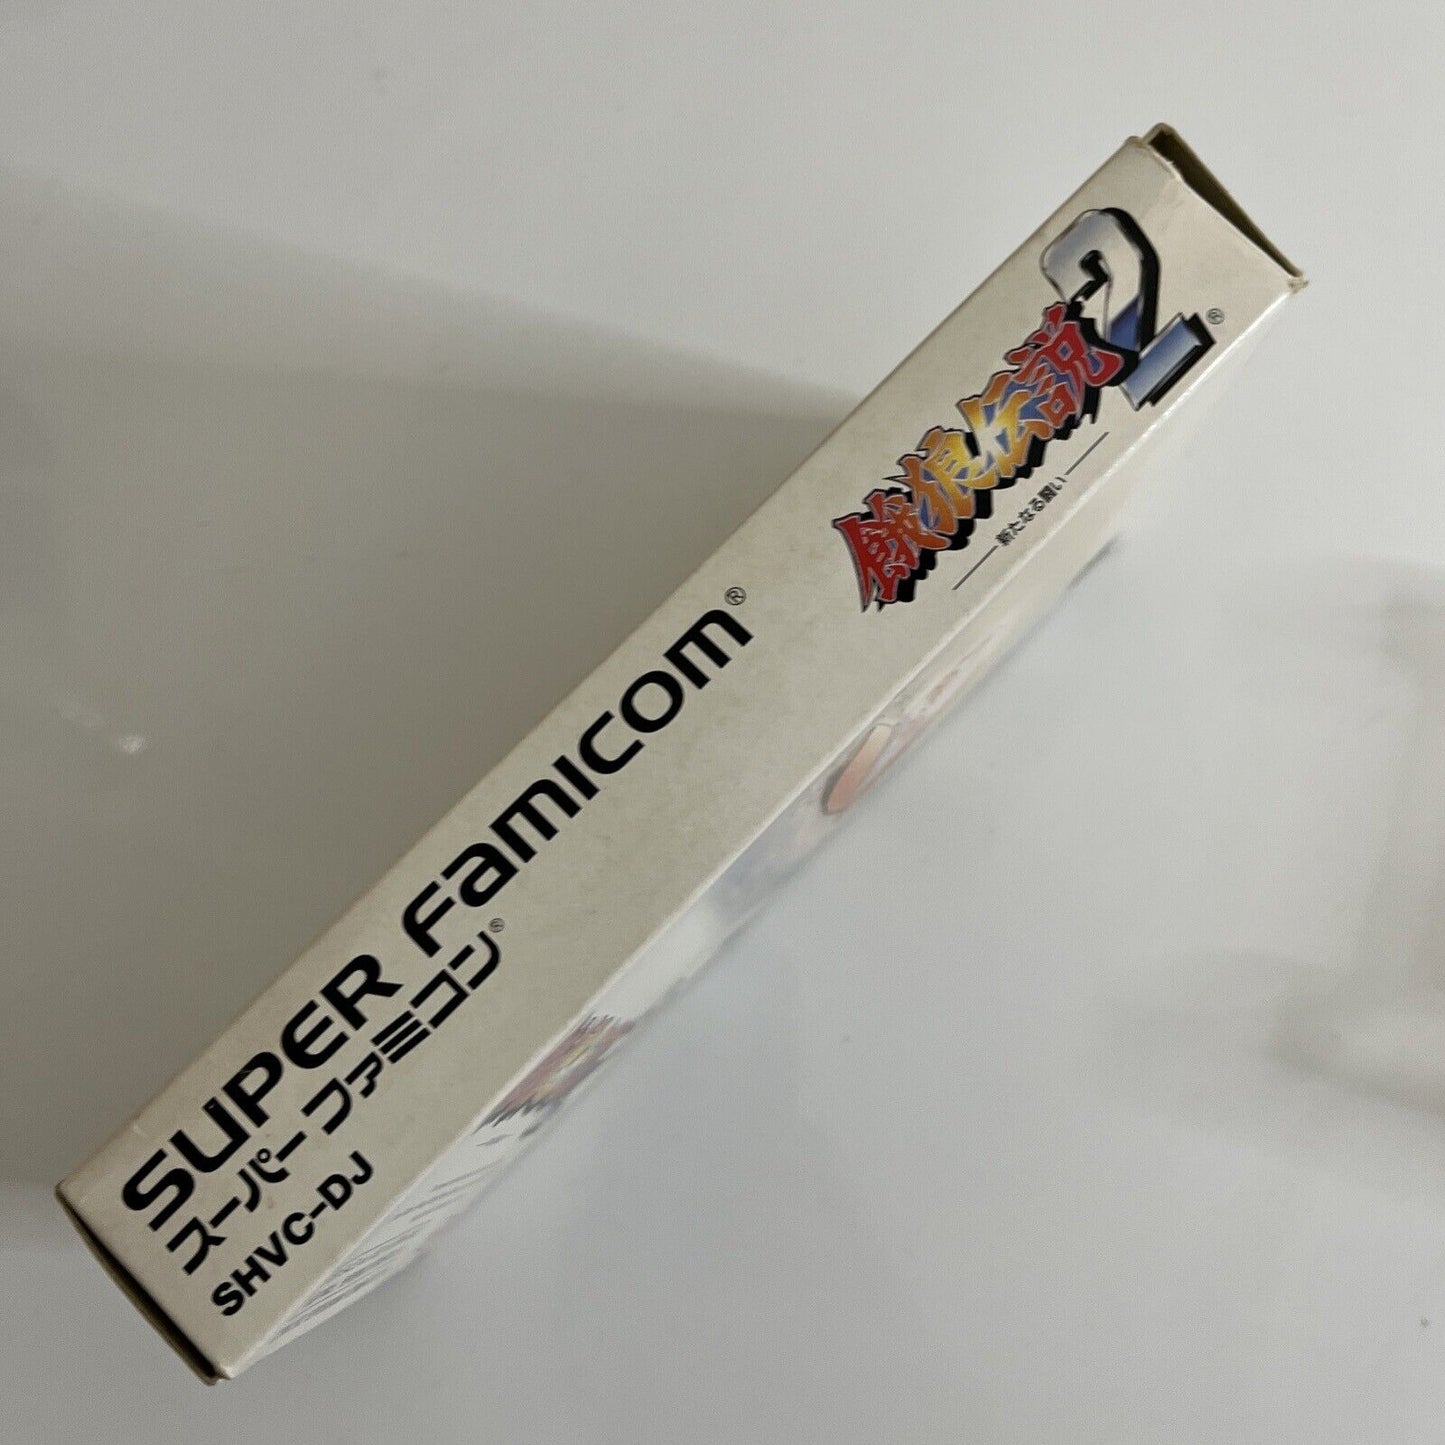 SUPER Famicom®
スーパーファミコン®
SHVC-DJ
餓狼伝説2®
新たなる闘い